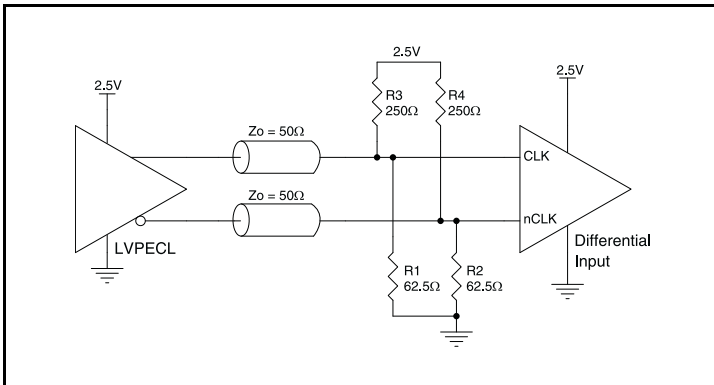 2.5V
2.5V
2.5V
R3
250Ω
R4
250Ω
Zo = 50Ω
CLK
Zo = 50Ω
nCLK
LVPECL
Differential
Input
R1
62.5Ω
R2
62.5Ω